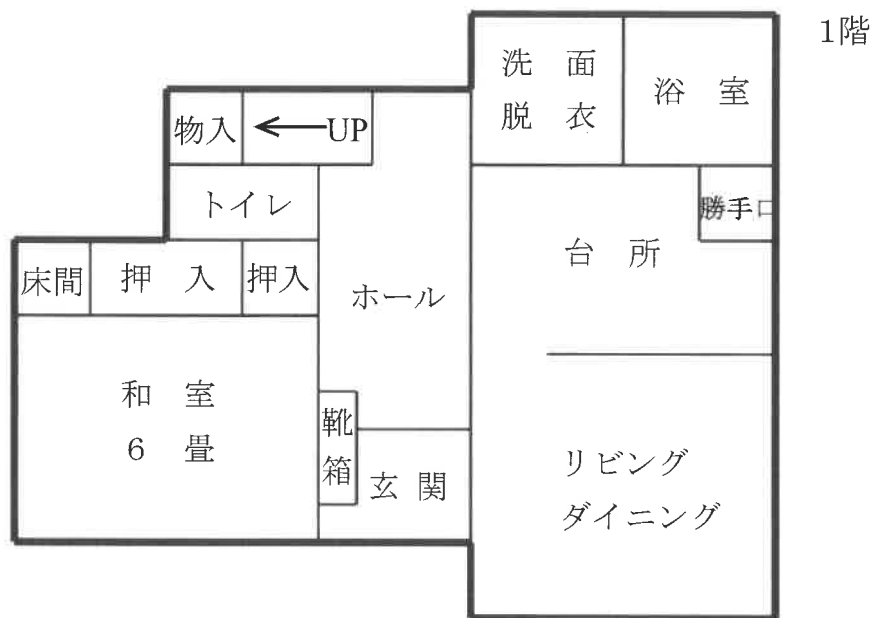 1階
洗 面
脱 衣
浴 室
物入
UP
トイレ
勝手口
台 所
床間
押 入
押入
ホール
和 室
6 畳
靴
箱
玄 関
リビング
ダイニング